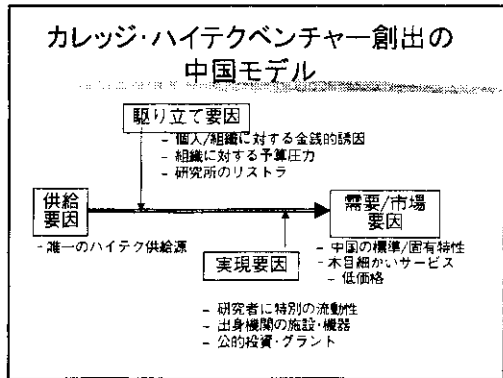 カレッジ・ハイテクベンチャー創出の
中国モデル
駆り立て要因
- 個人/組織に対する金銭的誘因
- 組織に対する予算圧力
- 研究所のリストラ
供給
要因
- 唯一のハイテク供給源
需要/市場
要因
- 中国の標準/固有特性
- 木目細かいサービス
- 低価格
実現要因
- 研究者に特別の流動性
- 出身機関の施設・機器
- 公的投資・グラント